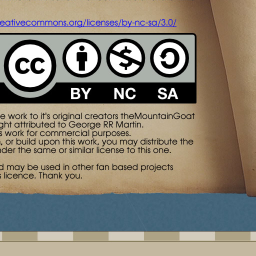 eativecommons.org/licenses/by-nc-sa/3.0/
cc
BY NC SA
e work to it's original creators theMountainGoat
ght attributed to George RR Martin.
s work for commercial purposes.
, or build upon this work, you may distribute the
nder the same or similar license to this one.
d may be used in other fan based projects
s licence. Thank you.